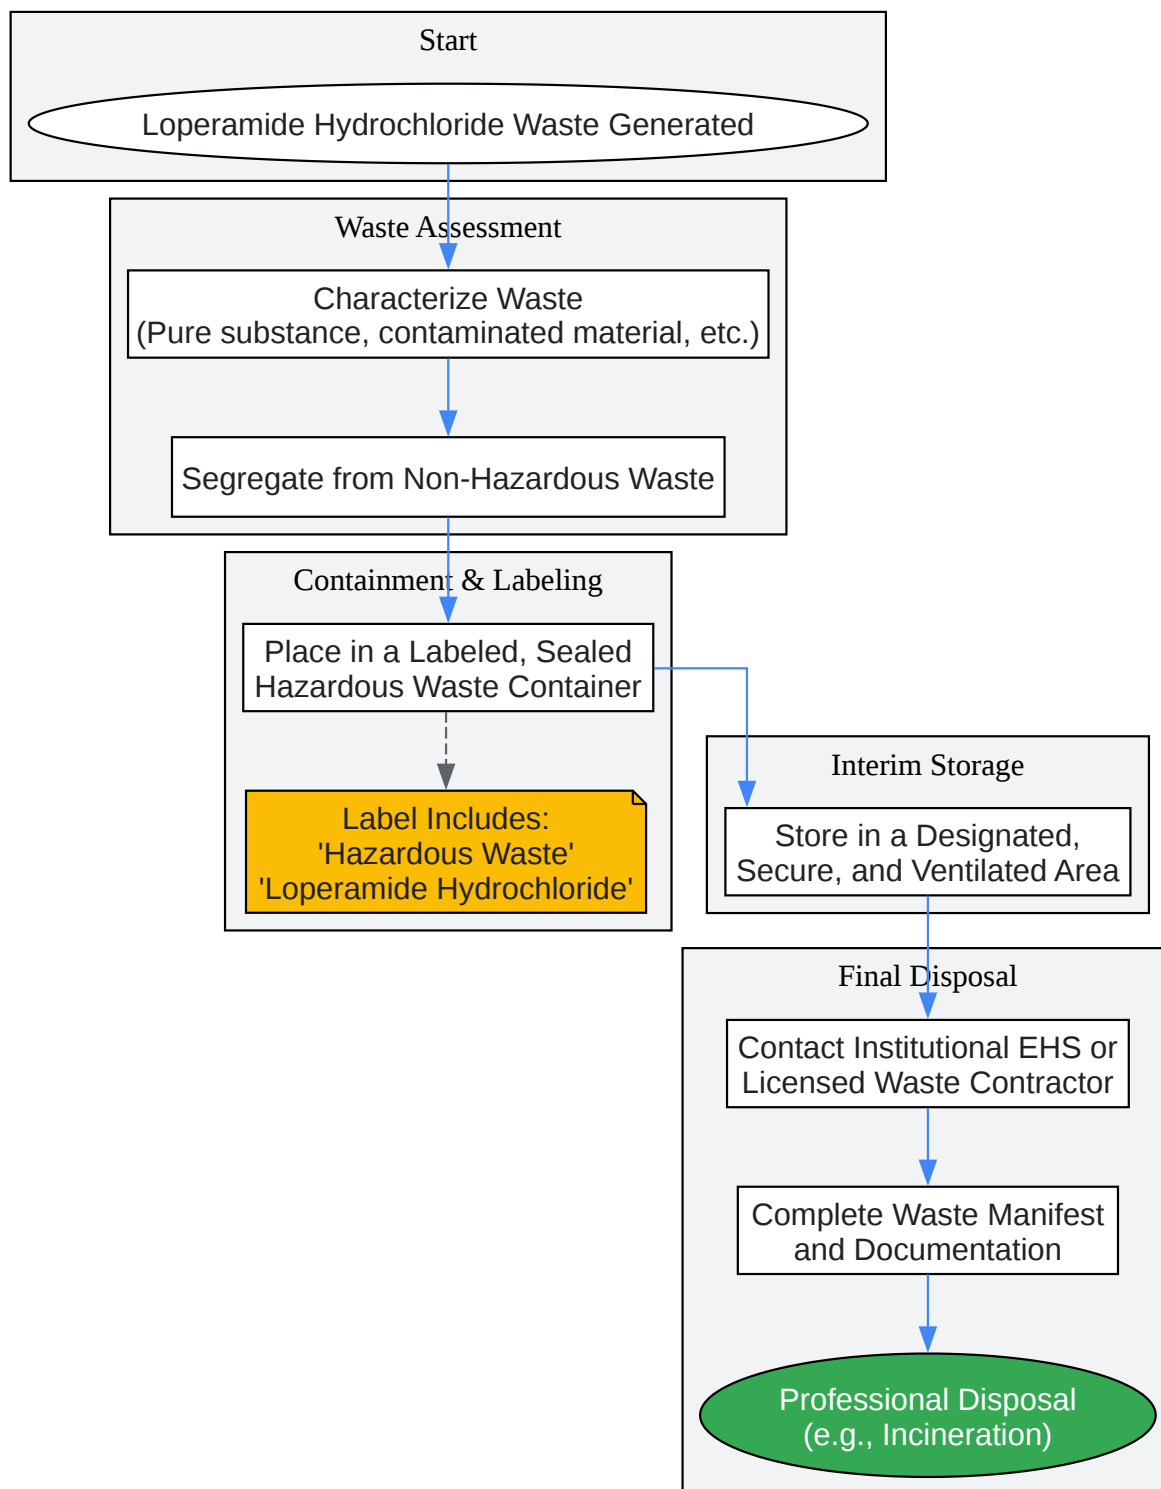 Start
Loperamide Hydrochloride Waste Generated
Waste Assessment
Characterize Waste
(Pure substance, contaminated material, etc.)
Segregate from Non-Hazardous Waste
Containment & Labeling
Place in a Labeled, Sealed
Hazardous Waste Container
Label Includes:
'Hazardous Waste'
'Loperamide Hydrochloride'
Interim Storage
Store in a Designated,
Secure, and Ventilated Area
Final Disposal
Contact Institutional EHS or
Licensed Waste Contractor
Complete Waste Manifest
and Documentation
Professional Disposal
(e.g., Incineration)